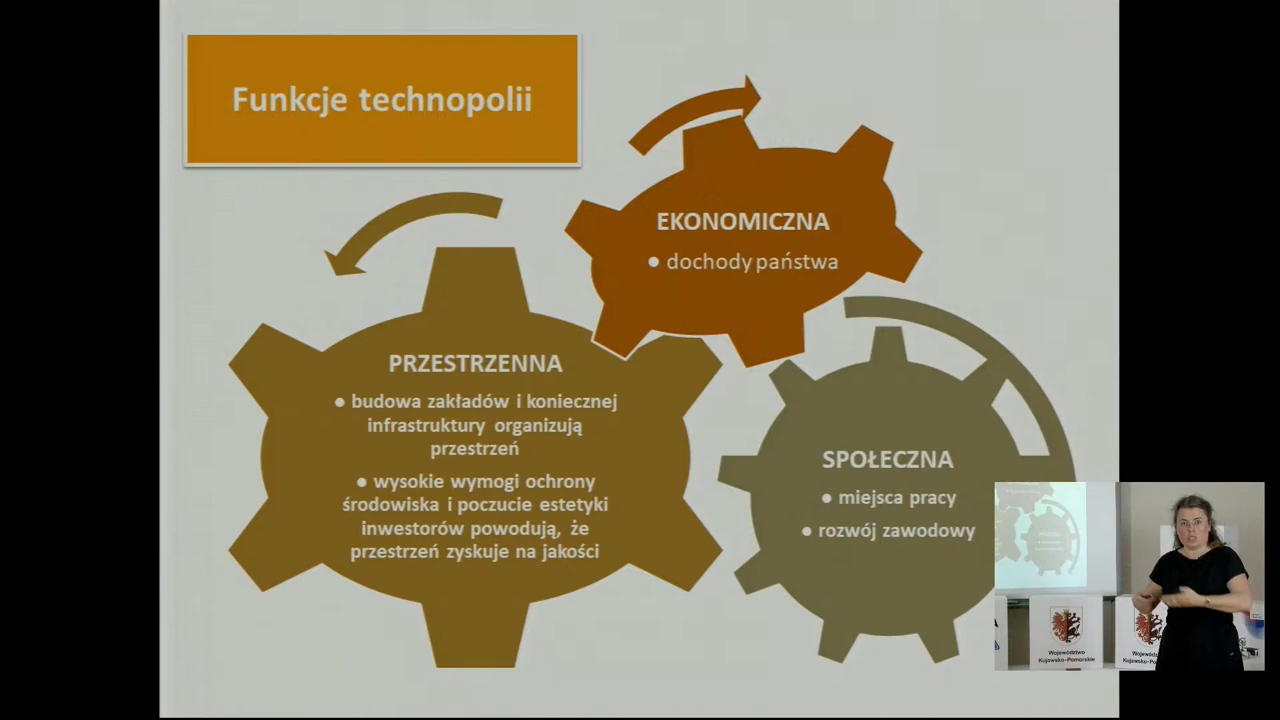 Funkcje technopolii
EKONOMICZNA
● dochody państwa
PRZESTRZENNA
● budowa zakładów i koniecznej
infrastruktury organizują
przestrzeń
● wysokie wymogi ochrony
środowiska i poczucie estetyki
inwestorów powodują, że
przestrzeń zyskuje na jakości
SPOŁECZNA
● miejsca pracy
● rozwój zawodowy
Województwo
Kujawsko-Pomorskie